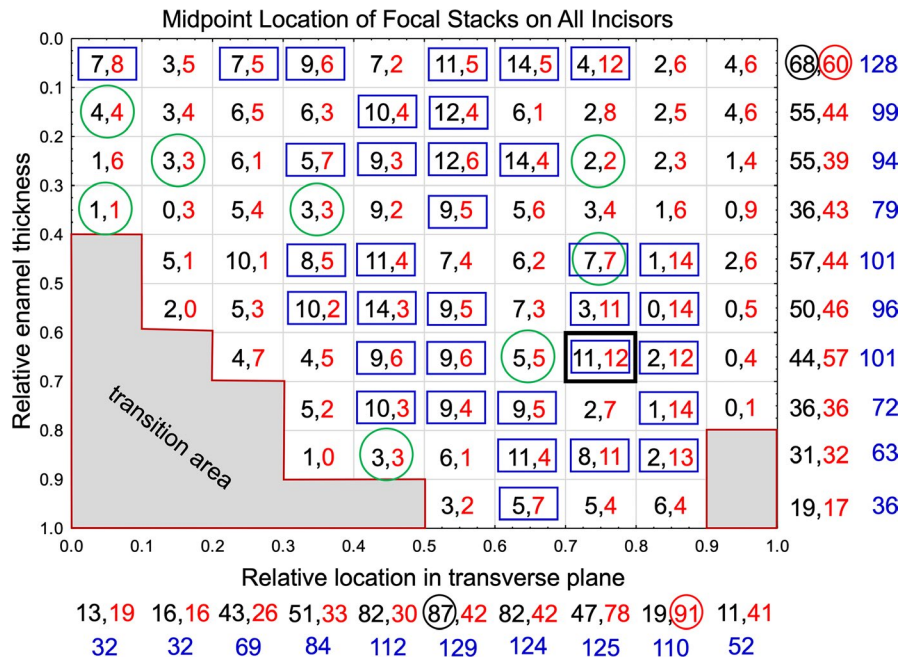 Midpoint Location of Focal Stacks on All Incisors
0.0
7,8 3,5 7,5 9,6 7,2 11,5 14,5 4,12 2,6 4,6 68,60 128
0.1
4,4 3,4 6,5 6,3 10,4 12,4 6,1 2,8 2,5 4,6 55,44 99
0.2
1,6 3,3 6,1 5,7 9,3 12,6 14,4 2,2 2,3 1,4 55,39 94
0.3
1,1 0,3 5,4 3,3 9,2 9,5 5,6 3,4 1,6 0,9 36,43 79
0.4
5,1 10,1 8,5 11,4 7,4 6,2 7,7 1,14 2,6 57,44 101
0.5
2,0 5,3 10,2 14,3 9,5 7,3 3,11 0,14 0,5 50,46 96
0.6
4,7 4,5 9,6 9,6 5,5 11,12 2,12 0,4 44,57 101
0.7
5,2 10,3 9,4 9,5 2,7 1,14 0,1 36,36 72
0.8
1,0 3,3 6,1 11,4 8,11 2,13 31,32 63
0.9
3,2 5,7 5,4 6,4 19,17 36
1.0
Relative enamel thickness
transition area
0.0 0.1 0.2 0.3 0.4 0.5 0.6 0.7 0.8 0.9 1.0
Relative location in transverse plane
13,19 16,16 43,26 51,33 82,30 87,42 82,42 47,78 19,91 11,41
32 32 69 84 112 129 124 125 110 52